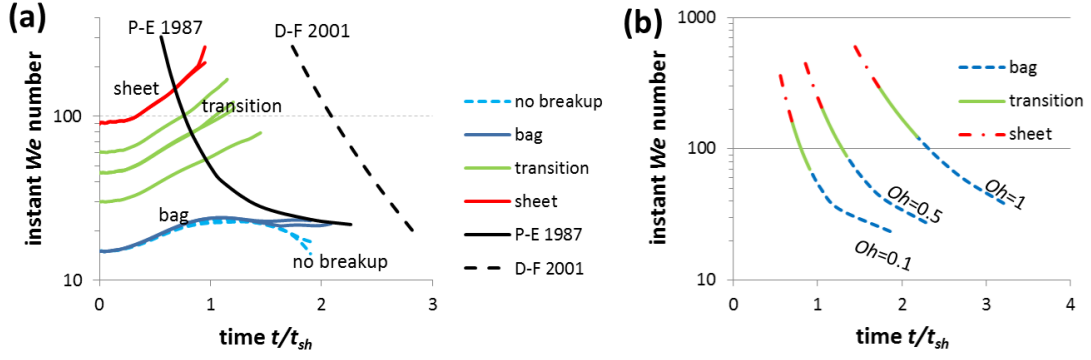 (a)
instant We number
100
10
0
1
2
3
time t/tsh
P-E 1987
D-F 2001
sheet
transition
bag
no breakup
no breakup
bag
transition
sheet
P-E 1987
D-F 2001
(b)
instant We number
1000
100
10
0
1
2
3
4
time t/tsh
bag
transition
sheet
Oh=1
Oh=0.5
Oh=0.1